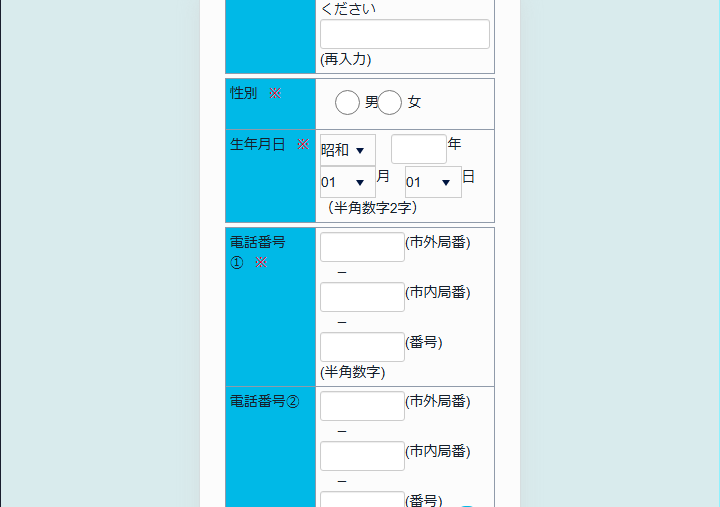 ください
(再入力)
性別 ※
男 女
生年月日 ※
昭和 年
01 月 01 日
（半角数字2字）
電話番号
① ※
(市外局番)
–
(市内局番)
–
(番号)
(半角数字)
電話番号②
(市外局番)
–
(市内局番)
–
(番号)